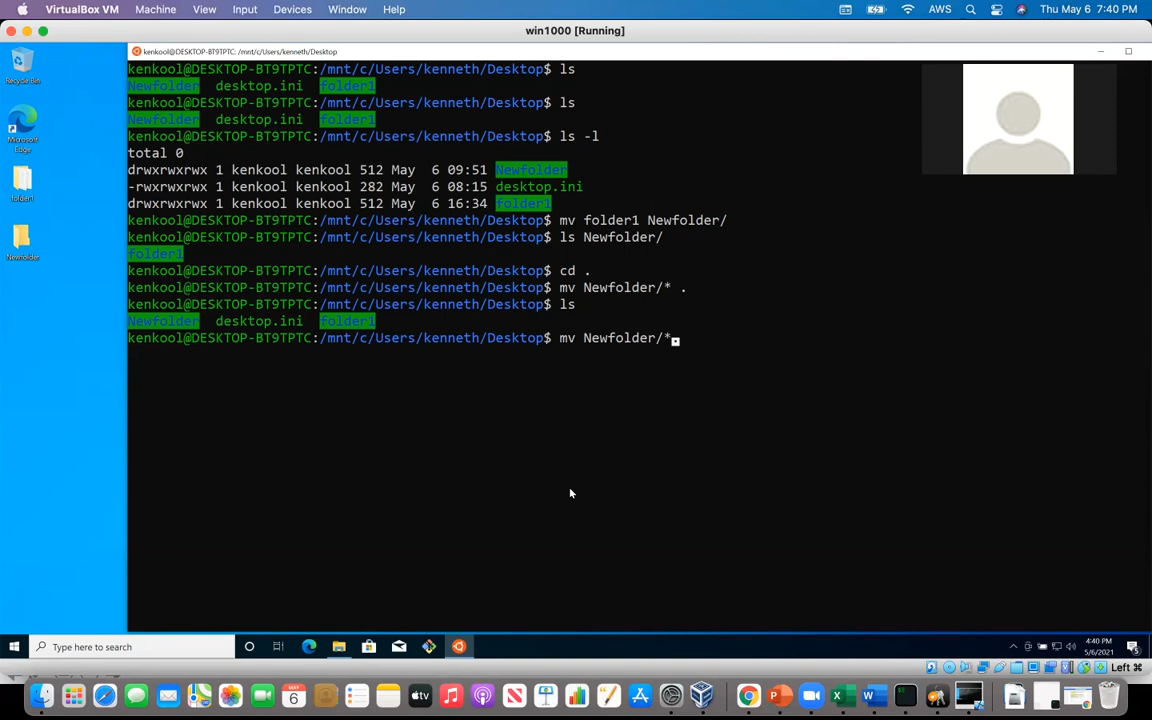 VirtualBox VM Machine View Input Devices Window Help AWS Thu May 6 7:40 PM
win1000 [Running]
kenkool@DESKTOP-BT9TPTC: /mnt/c/Users/kenneth/Desktop
Recycle Bin
Microsoft Edge
folder1
Newfolder
kenkool@DESKTOP-BT9TPTC:/mnt/c/Users/kenneth/Desktop$ ls
Newfolder desktop.ini folder1
kenkool@DESKTOP-BT9TPTC:/mnt/c/Users/kenneth/Desktop$ ls
Newfolder desktop.ini folder1
kenkool@DESKTOP-BT9TPTC:/mnt/c/Users/kenneth/Desktop$ ls -l
total 0
drwxrwxrwx 1 kenkool kenkool 512 May 6 09:51 Newfolder
-rwxrwxrwx 1 kenkool kenkool 282 May 6 08:15 desktop.ini
drwxrwxrwx 1 kenkool kenkool 512 May 6 16:34 folder1
kenkool@DESKTOP-BT9TPTC:/mnt/c/Users/kenneth/Desktop$ mv folder1 Newfolder/
kenkool@DESKTOP-BT9TPTC:/mnt/c/Users/kenneth/Desktop$ ls Newfolder/
folder1
kenkool@DESKTOP-BT9TPTC:/mnt/c/Users/kenneth/Desktop$ cd .
kenkool@DESKTOP-BT9TPTC:/mnt/c/Users/kenneth/Desktop$ mv Newfolder/* .
kenkool@DESKTOP-BT9TPTC:/mnt/c/Users/kenneth/Desktop$ ls
Newfolder desktop.ini folder1
kenkool@DESKTOP-BT9TPTC:/mnt/c/Users/kenneth/Desktop$ mv Newfolder/*
Type here to search
4:40 PM
5/6/2021
Left ⌘